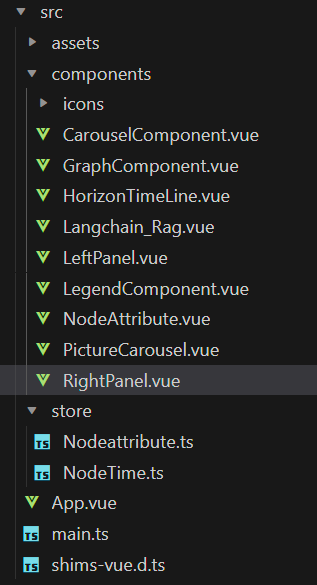 src
assets
components
icons
CarouselComponent.vue
GraphComponent.vue
HorizonTimeLine.vue
Langchain_Rag.vue
LeftPanel.vue
LegendComponent.vue
NodeAttribute.vue
PictureCarousel.vue
RightPanel.vue
store
TS Nodeattribute.ts
TS NodeTime.ts
App.vue
TS main.ts
TS shims-vue.d.ts